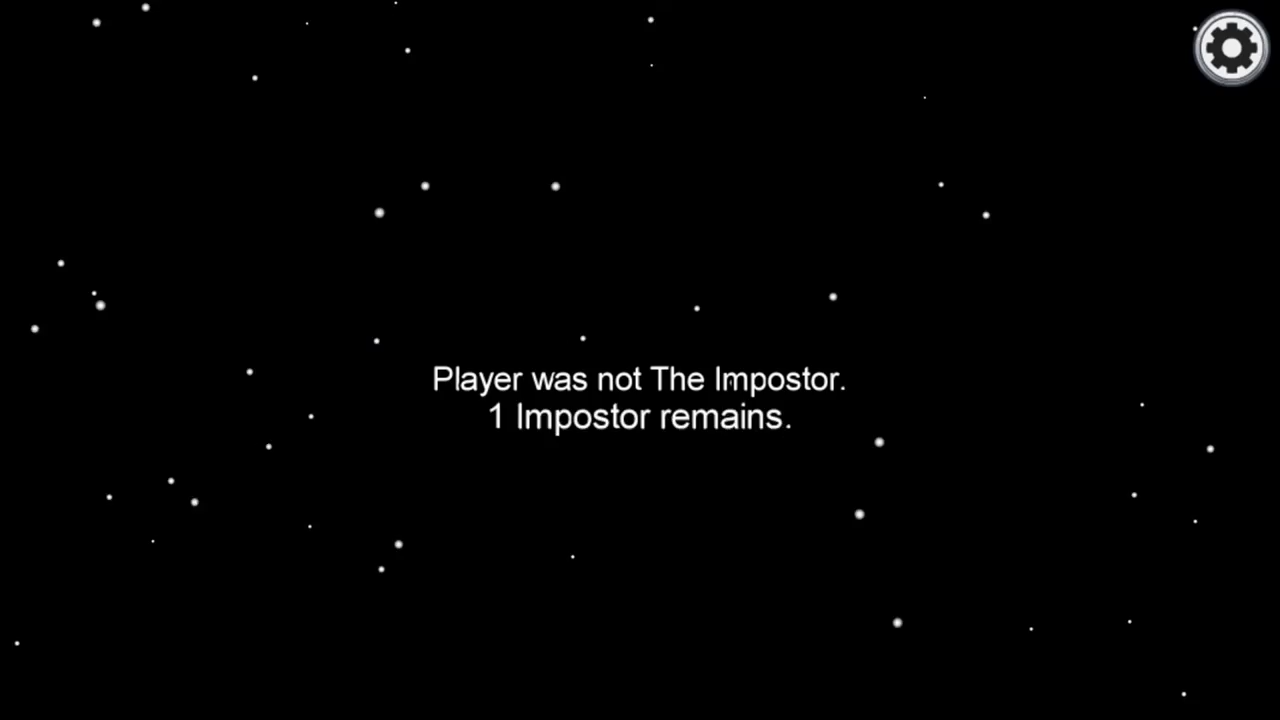 Player was not The Impostor.
1 Impostor remains.